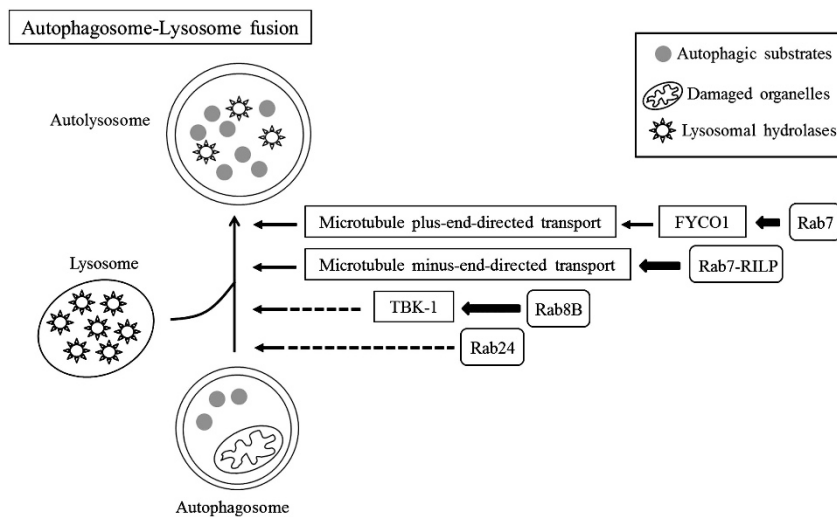 Autophagosome-Lysosome fusion
Autophagic substrates
Damaged organelles
Lysosomal hydrolases
Autolysosome
Microtubule plus-end-directed transport
FYCO1
Rab7
Lysosome
Microtubule minus-end-directed transport
Rab7-RILP
TBK-1
Rab8B
Rab24
Autophagosome